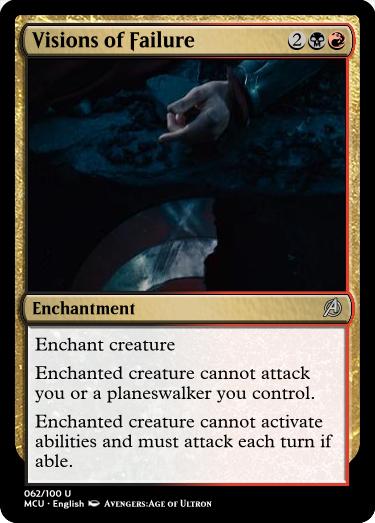 Visions of Failure 2
Enchantment
Enchant creature
Enchanted creature cannot attack
you or a planeswalker you control.
Enchanted creature cannot activate
abilities and must attack each turn if
able.
062/100 U
MCU • English Avengers:Age of Ultron